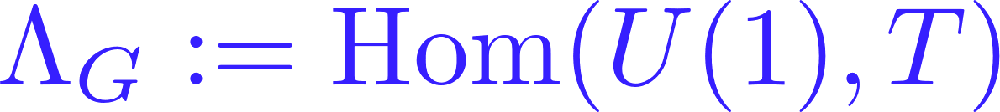 Λ_G := Hom(U(1), T)